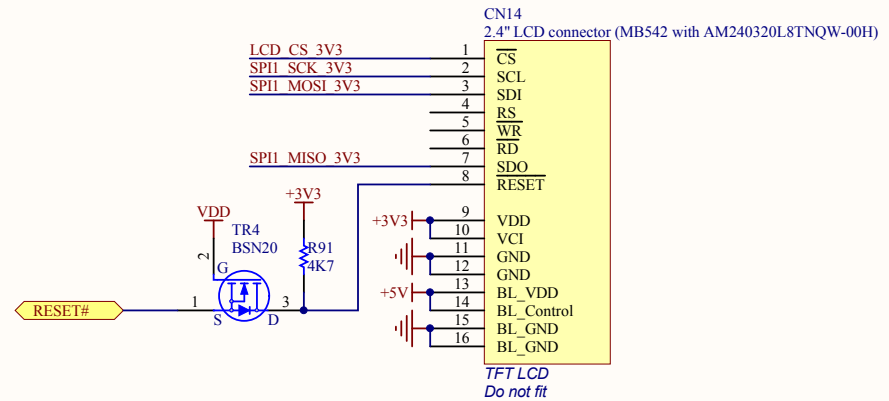 CN14
2.4" LCD connector (MB542 with AM240320L8TNQW-00H)
LCD_CS_3V3 1 CS
SPI1_SCK_3V3 2 SCL
SPI1_MOSI_3V3 3 SDI
4 RS
5 WR
6 RD
SPI1_MISO_3V3 7 SDO
8 RESET
+3V3
VDD
+3V3 9 VDD
10 VCI
TR4
BSN20
R91
4K7
2
G
11 GND
12 GND
+5V 13 BL_VDD
14 BL_Control
RESET# 1 S D 3
15 BL_GND
16 BL_GND
TFT LCD
Do not fit